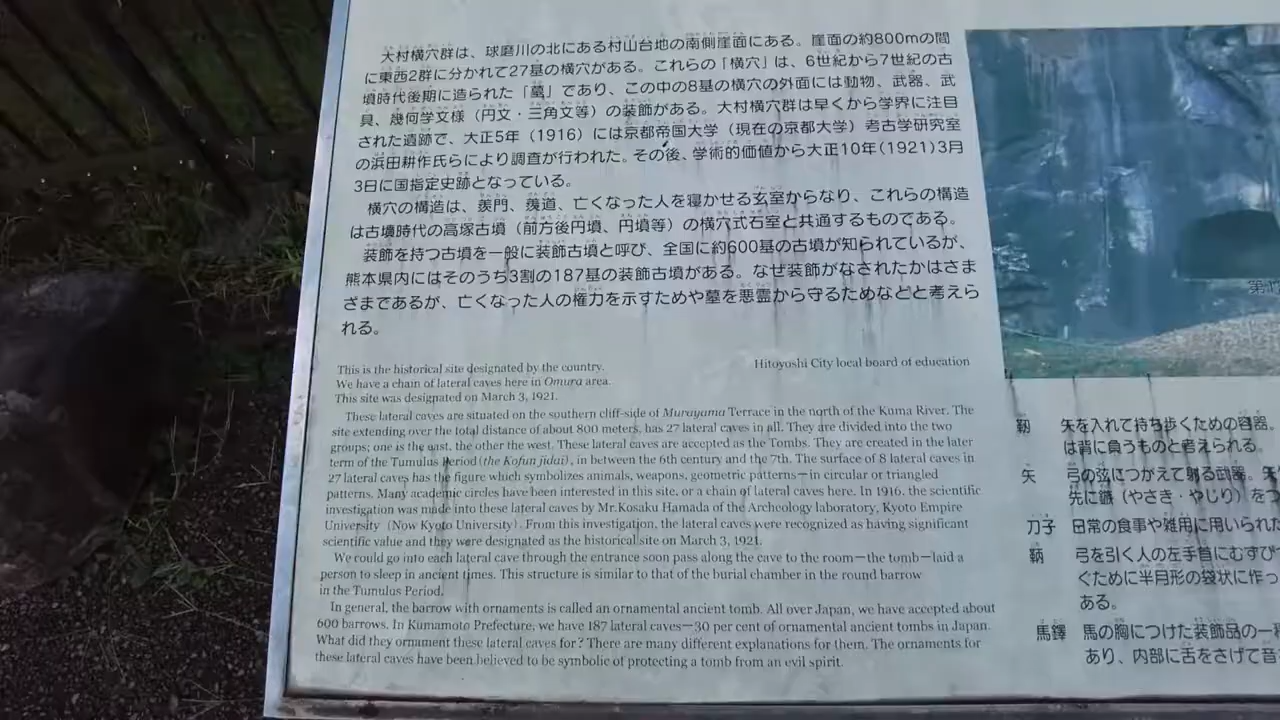 大村横穴群は、球磨川の北にある村山台地の南側崖面にある。崖面の約800mの間
に東西2群に分かれて27基の横穴がある。これらの「横穴」は、6世紀から7世紀の古
墳時代後期に造られた「墓」であり、この中の8基の横穴の外面には動物、武器、武
具、幾何学文様（円文・三角文等）の装飾がある。大村横穴群は早くから学界に注目
された遺跡で、大正5年（1916）には京都帝国大学（現在の京都大学）考古学研究室
の浜田耕作氏らにより調査が行われた。その後、学術的価値から大正10年(1921)3月
3日に国指定史跡となっている。
横穴の構造は、羨門、羨道、亡くなった人を寝かせる玄室からなり、これらの構造
は古墳時代の高塚古墳（前方後円墳、円墳等）の横穴式石室と共通するものである。
装飾を持つ古墳を一般に装飾古墳と呼び、全国に約600基の古墳が知られているが、
熊本県内にはそのうち3割の187基の装飾古墳がある。なぜ装飾がなされたかはさま
ざまであるが、亡くなった人の権力を示すためや墓を悪霊から守るためなどと考えら
れる。
This is the historical site designated by the country.
Hitoyoshi City local board of education
We have a chain of lateral caves here in Omura area.
This site was designated on March 3, 1921.
These lateral caves are situated on the southern cliff-side of Murayama Terrace in the north of the Kuma River. The
site extending over the total distance of about 800 meters, has 27 lateral caves in all. They are divided into the two
groups; one is the east, the other the west. These lateral caves are accepted as the Tombs. They are created in the later
term of the Tumulus Period (the Kofun jidai), in between the 6th century and the 7th. The surface of 8 lateral caves in
27 lateral caves has the figure which symbolizes animals, weapons, geometric patterns—in circular or triangled
patterns. Many academic circles have been interested in this site, or a chain of lateral caves here. In 1916, the scientific
investigation was made into these lateral caves by Mr.Kosaku Hamada of the Archeology laboratory, Kyoto Empire
University (Now Kyoto University). From this investigation, the lateral caves were recognized as having significant
scientific value and they were designated as the historical site on March 3, 1921.
We could go into each lateral cave through the entrance soon pass along the cave to the room—the tomb—laid a
person to sleep in ancient times. This structure is similar to that of the burial chamber in the round barrow
in the Tumulus Period.
In general, the barrow with ornaments is called an ornamental ancient tomb. All over Japan, we have accepted about
600 barrows. In Kumamoto Prefecture, we have 187 lateral caves—30 per cent of ornamental ancient tombs in Japan.
What did they ornament these lateral caves for? There are many different explanations for them. The ornaments for
these lateral caves have been believed to be symbolic of protecting a tomb from an evil spirit.
靭 矢を入れて持ち歩くための容器。
は背に負うものと考えられる。
矢 弓の弦につがえて射る武器。矢
先に鏃（やさき・やじり）をつ
刀子 日常の食事や雑用に用いられた
鞆 弓を引く人の左手首にむすび
ぐために半月形の袋状に作っ
ある。
馬鐸 馬の胸につけた装飾品の一種
あり、内部に舌をさげて音